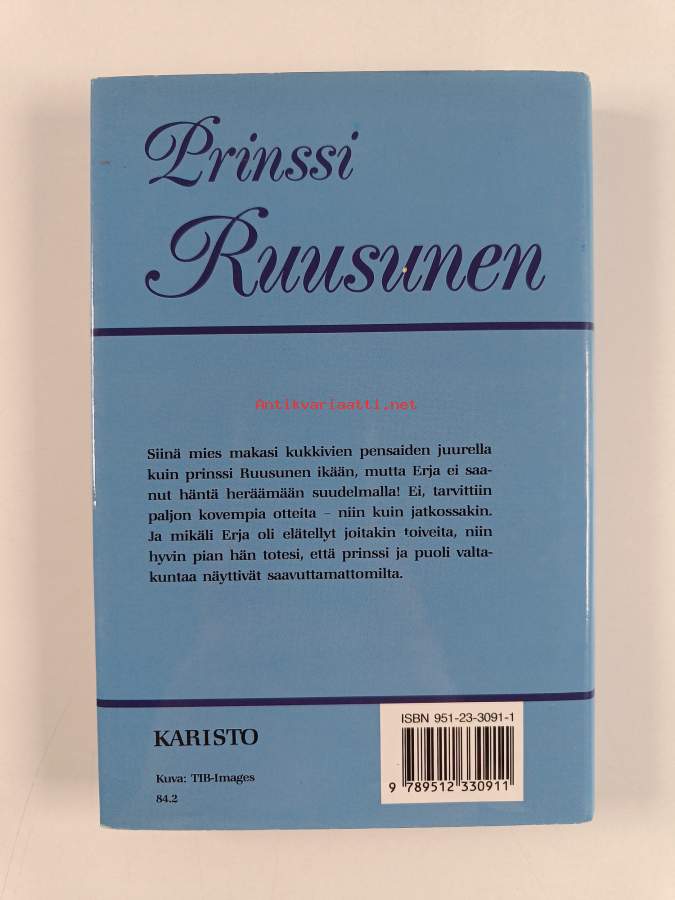 Prinssi
Ruusunen
Antikvariaatti.net
Siinä mies makasi kukkivien pensaiden juurella
kuin prinssi Ruusunen ikään, mutta Erja ei saa-
nut häntä heräämään suudelmalla! Ei, tarvittiin
paljon kovempia otteita – niin kuin jatkossakin.
Ja mikäli Erja oli elätellyt joitakin toiveita, niin
hyvin pian hän totesi, että prinssi ja puoli valta-
kuntaa näyttivät saavuttamattomilta.
KARISTO
Kuva: TIB-Images
84.2
ISBN 951-23-3091-1
9 789512 330911